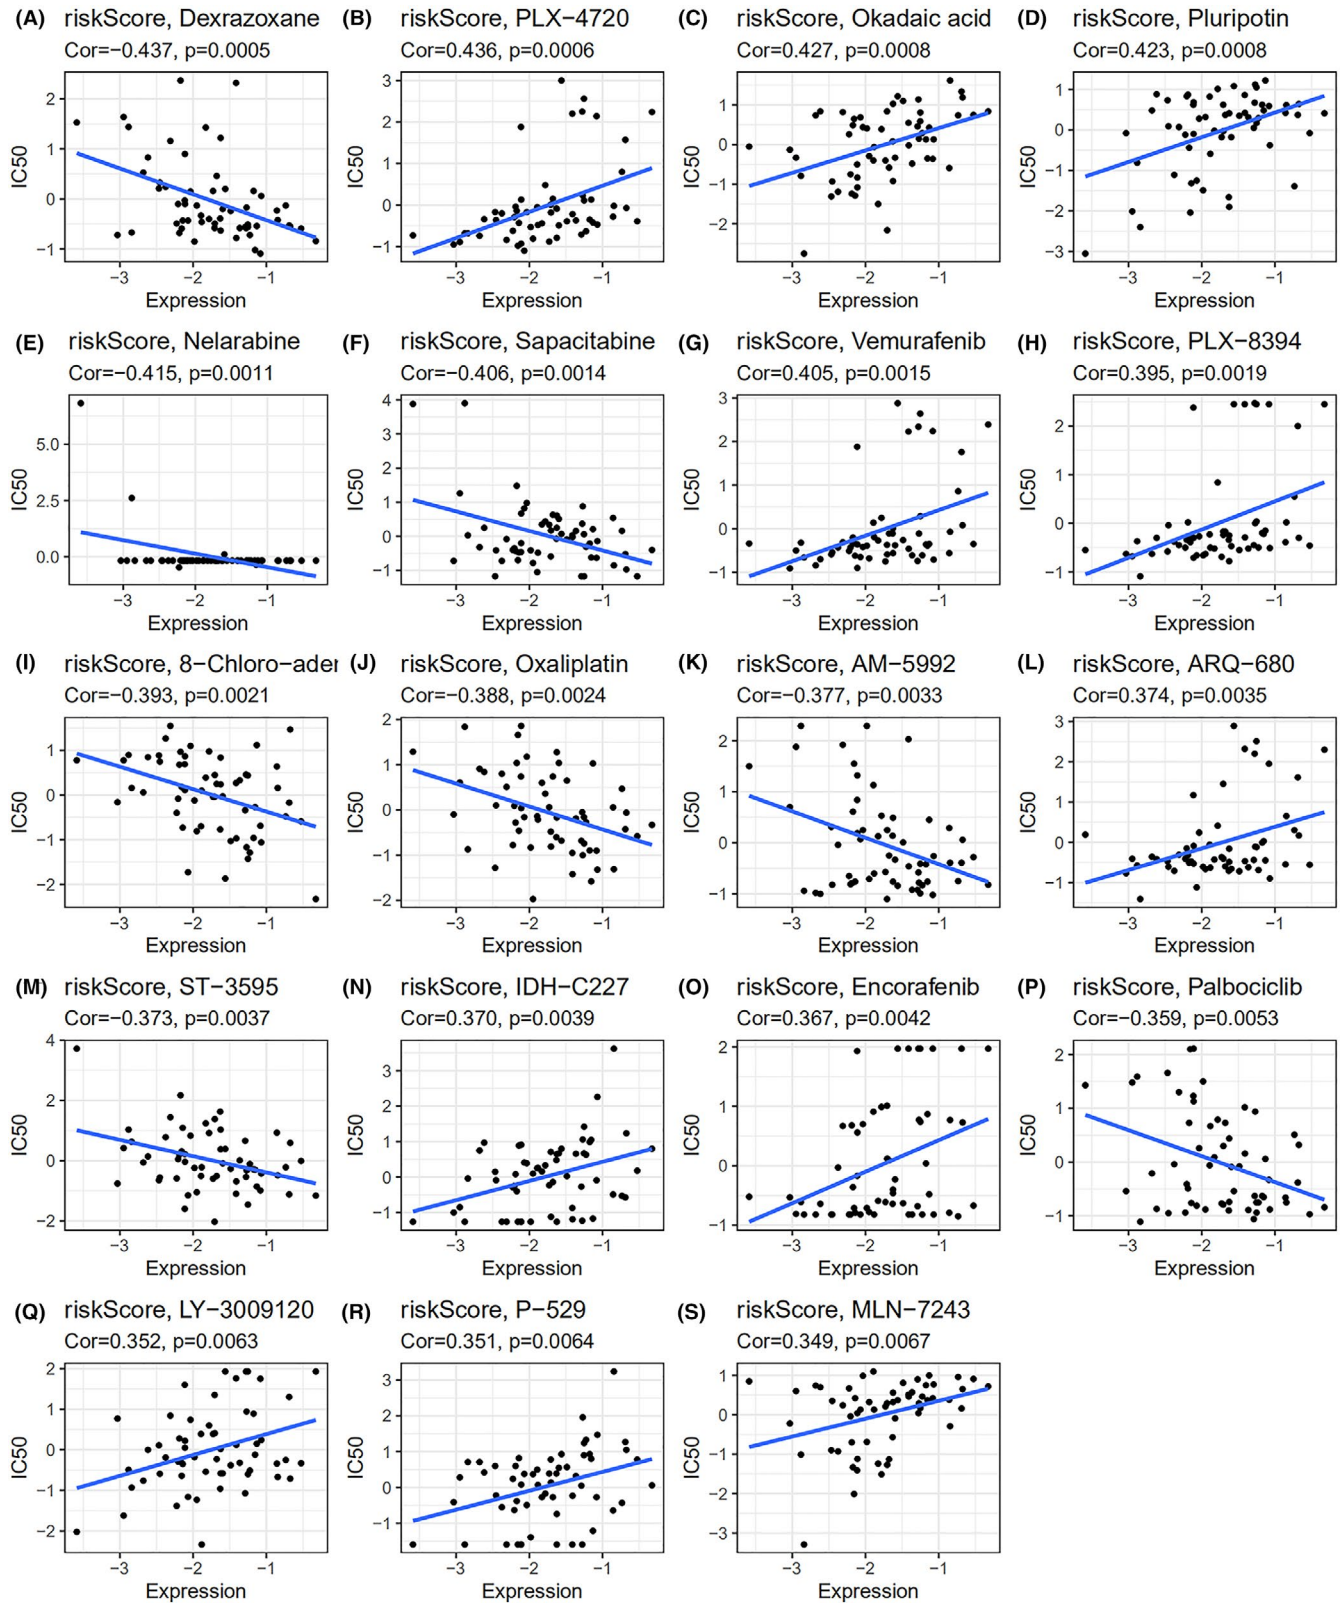 (A) riskScore, Dexrazoxane
Cor=−0.437, p=0.0005
IC50
2
1
0
−1
−3 −2 −1
Expression
(B) riskScore, PLX−4720
Cor=0.436, p=0.0006
IC50
3
2
1
0
−1
−3 −2 −1
Expression
(C) riskScore, Okadaic acid
Cor=0.427, p=0.0008
IC50
1
0
−1
−2
−3 −2 −1
Expression
(D) riskScore, Pluripotin
Cor=0.423, p=0.0008
IC50
1
0
−1
−2
−3
−3 −2 −1
Expression
(E) riskScore, Nelarabine
Cor=−0.415, p=0.0011
IC50
5.0
2.5
0.0
−3 −2 −1
Expression
(F) riskScore, Sapacitabine
Cor=−0.406, p=0.0014
IC50
4
3
2
1
0
−1
−3 −2 −1
Expression
(G) riskScore, Vemurafenib
Cor=0.405, p=0.0015
IC50
3
2
1
0
−1
−3 −2 −1
Expression
(H) riskScore, PLX−8394
Cor=0.395, p=0.0019
IC50
2
1
0
−1
−3 −2 −1
Expression
(I) riskScore, 8−Chloro−ader
Cor=−0.393, p=0.0021
IC50
1
0
−1
−2
−3 −2 −1
Expression
(J) riskScore, Oxaliplatin
Cor=−0.388, p=0.0024
IC50
2
1
0
−1
−2
−3 −2 −1
Expression
(K) riskScore, AM−5992
Cor=−0.377, p=0.0033
IC50
2
1
0
−1
−3 −2 −1
Expression
(L) riskScore, ARQ−680
Cor=0.374, p=0.0035
IC50
3
2
1
0
−1
−3 −2 −1
Expression
(M) riskScore, ST−3595
Cor=−0.373, p=0.0037
IC50
4
2
0
−2
−3 −2 −1
Expression
(N) riskScore, IDH−C227
Cor=0.370, p=0.0039
IC50
3
2
1
0
−1
−3 −2 −1
Expression
(O) riskScore, Encorafenib
Cor=0.367, p=0.0042
IC50
2
1
0
−1
−3 −2 −1
Expression
(P) riskScore, Palbociclib
Cor=−0.359, p=0.0053
IC50
2
1
0
−1
−3 −2 −1
Expression
(Q) riskScore, LY−3009120
Cor=0.352, p=0.0063
IC50
2
1
0
−1
−2
−3 −2 −1
Expression
(R) riskScore, P−529
Cor=0.351, p=0.0064
IC50
3
2
1
0
−1
−3 −2 −1
Expression
(S) riskScore, MLN−7243
Cor=0.349, p=0.0067
IC50
1
0
−1
−2
−3
−3 −2 −1
Expression